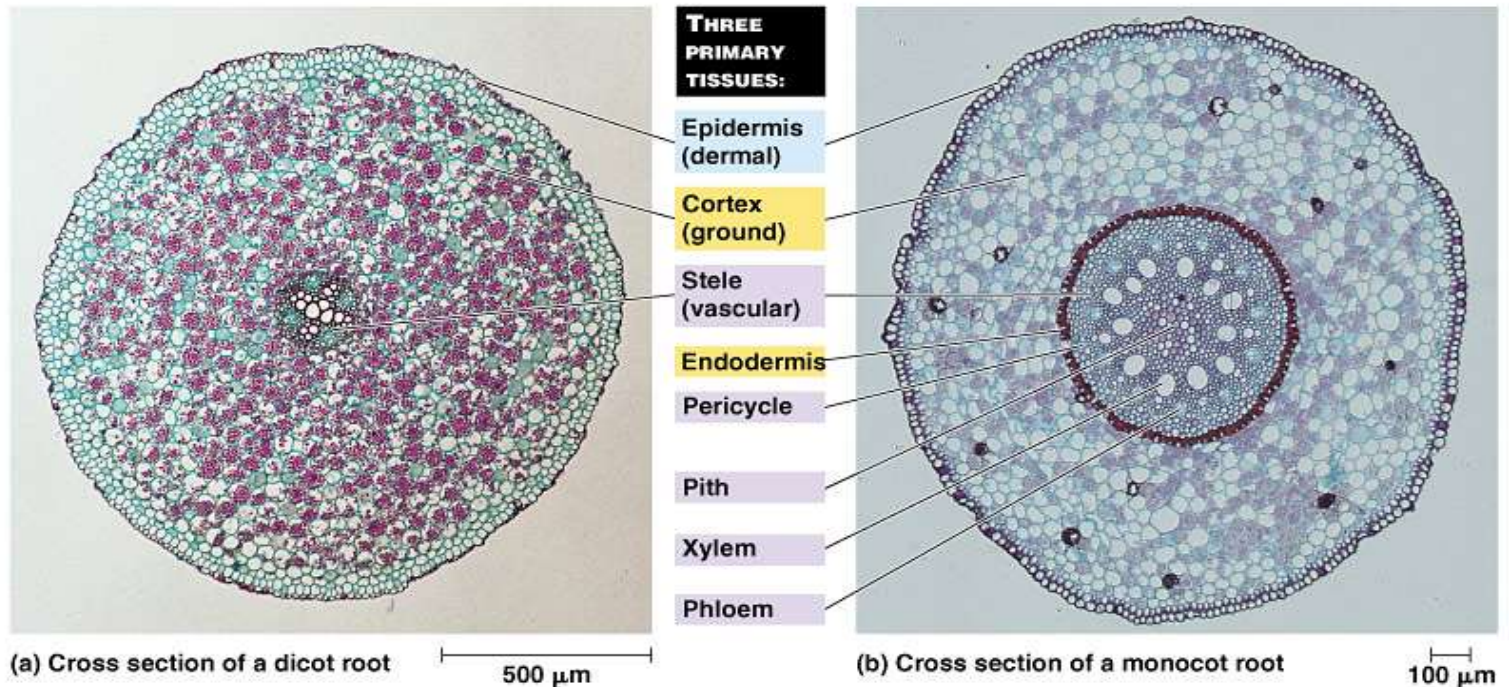 THREE
PRIMARY
TISSUES:
Epidermis
(dermal)
Cortex
(ground)
Stele
(vascular)
Endodermis
Pericycle
Pith
Xylem
Phloem
(a) Cross section of a dicot root
500 μm
(b) Cross section of a monocot root
100 μm